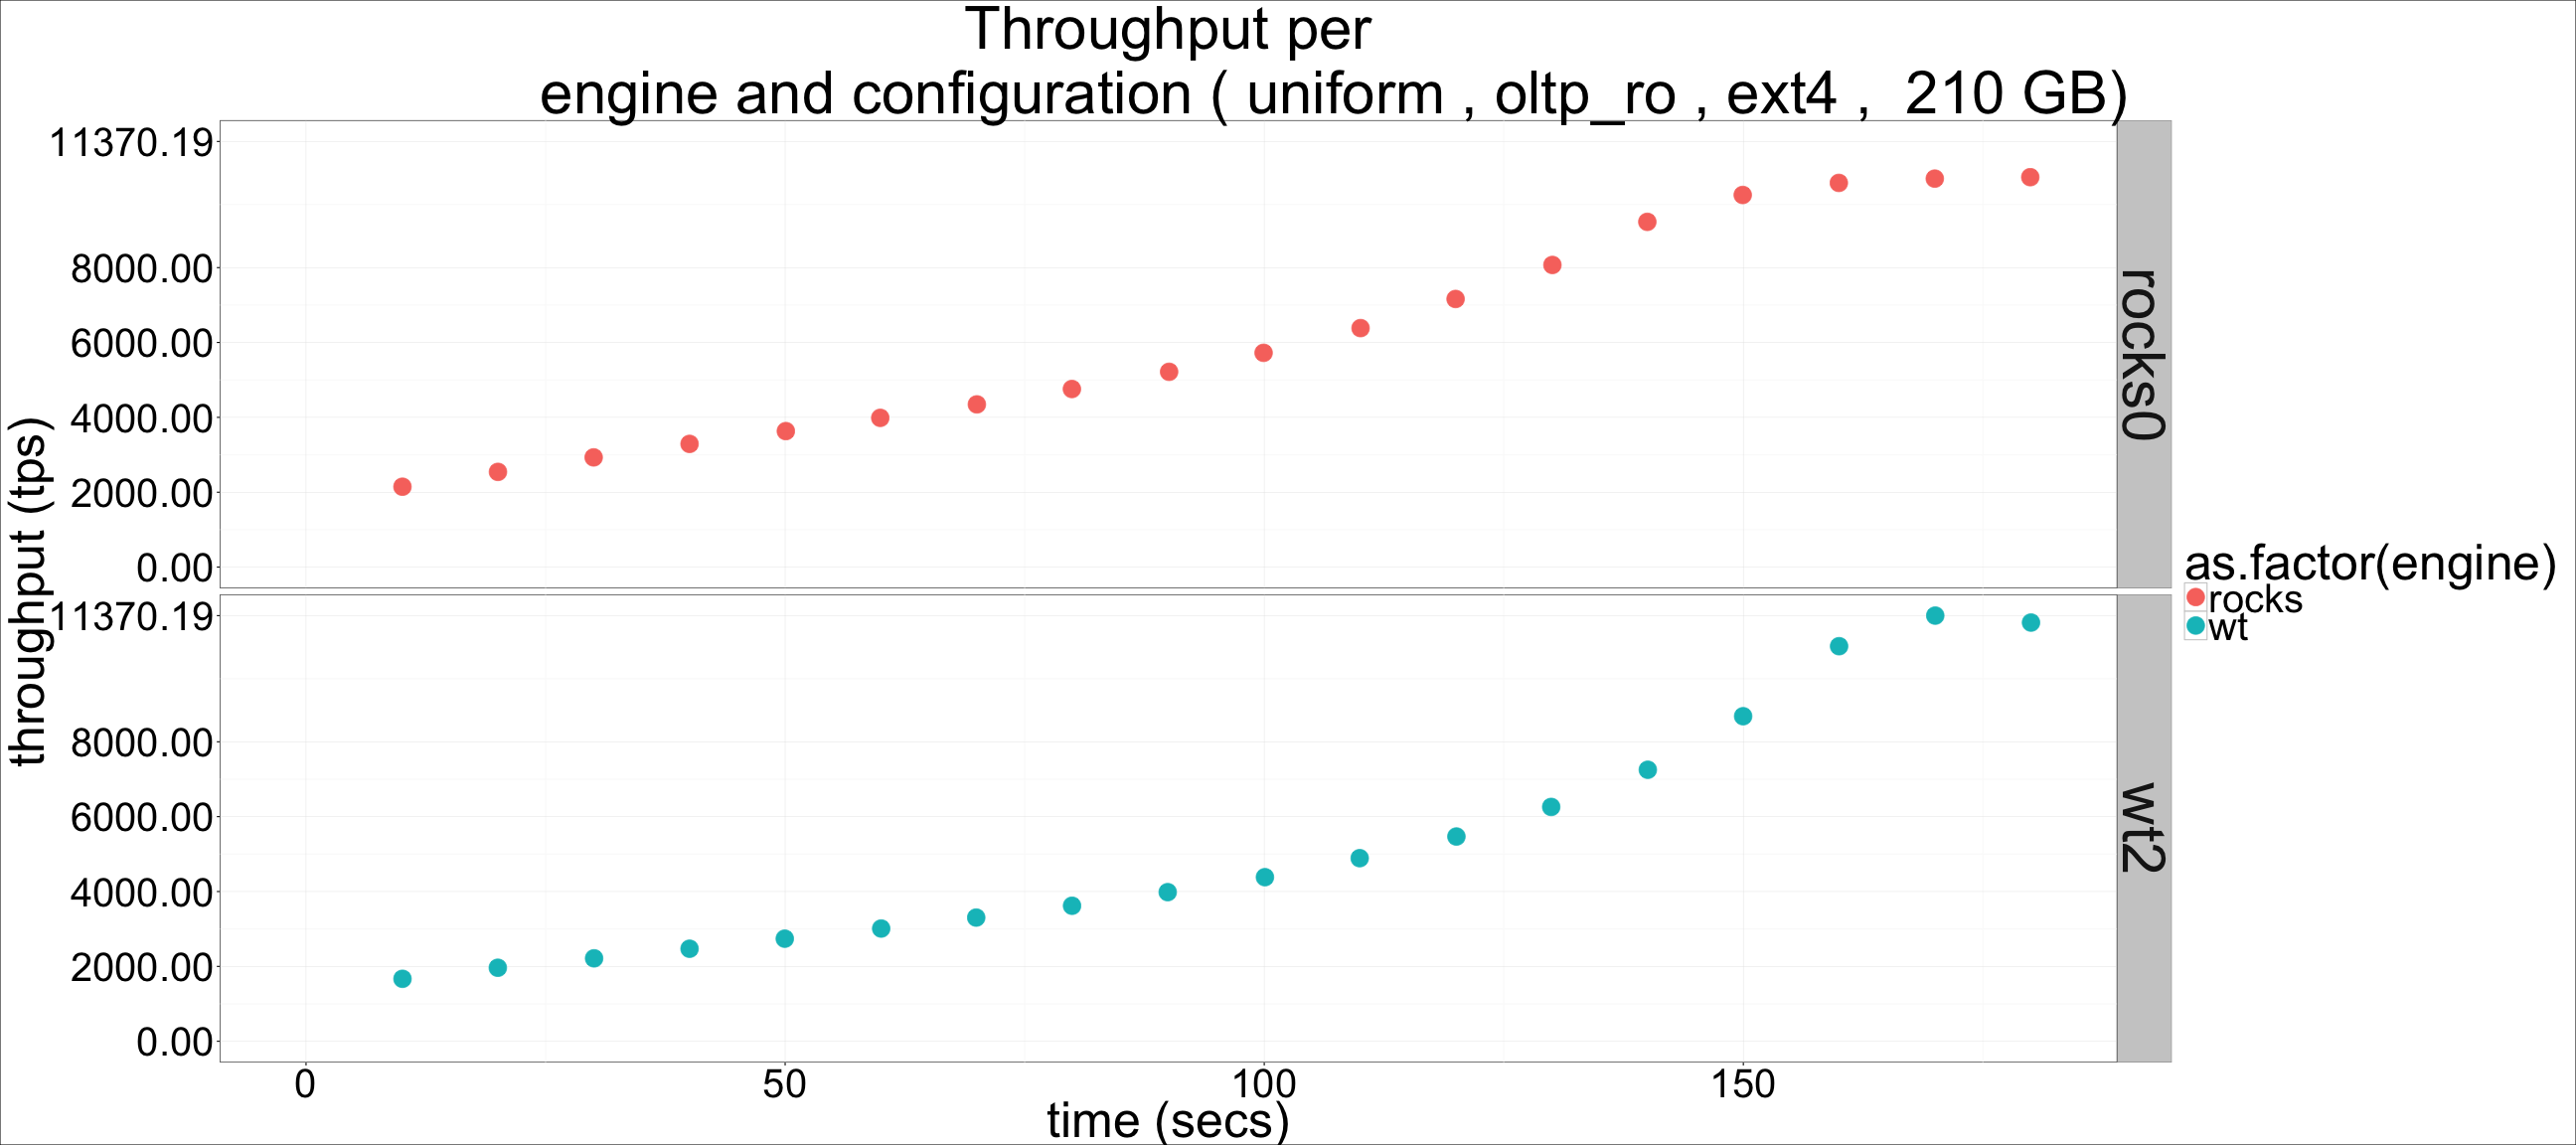 Throughput per
engine and configuration ( uniform , oltp_ro , ext4 ,  210 GB)
throughput (tps)
11370.19
8000.00
6000.00
4000.00
2000.00
0.00
rocks0
11370.19
8000.00
6000.00
4000.00
2000.00
0.00
wt2
0
50
100
150
time (secs)
as.factor(engine)
rocks
wt